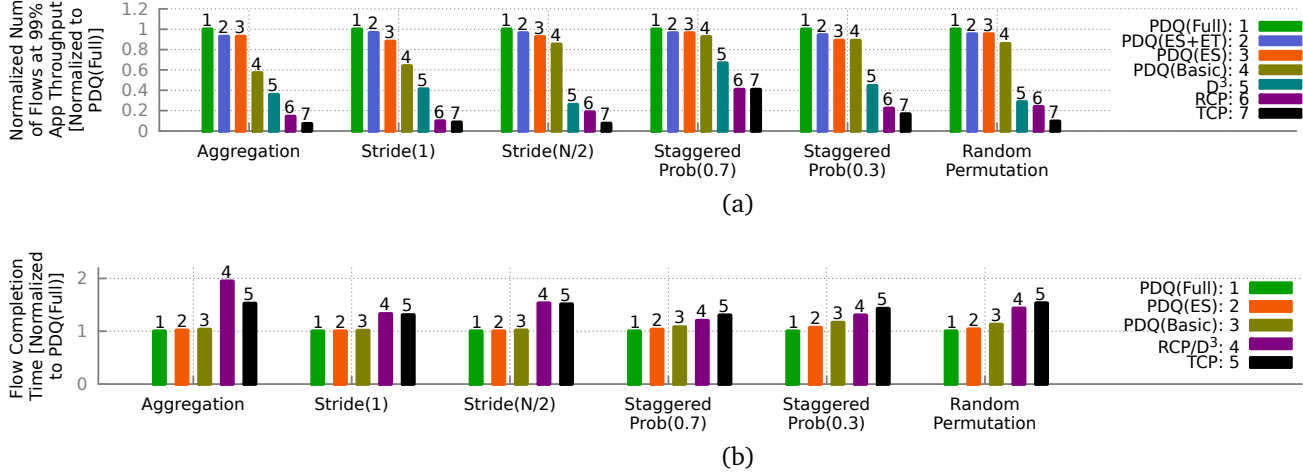 Normalized Num
of Flows at 99%
App Throughput
[Normalized to
PDQ(Full)]
1.2
1
0.8
0.6
0.4
0.2
0
1 2 3 4 5 6 7
1 2 3 4 5 6 7
1 2 3 4 5 6 7
1 2 3 4 5 6 7
1 2 3 4 5 6 7
1 2 3 4 5 6 7
Aggregation
Stride(1)
Stride(N/2)
Staggered
Prob(0.7)
Staggered
Prob(0.3)
Random
Permutation
PDQ(Full): 1
PDQ(ES+ET): 2
PDQ(ES): 3
PDQ(Basic): 4
D³: 5
RCP: 6
TCP: 7
(a)
Flow Completion
Time [Normalized
to PDQ(Full)]
2
1
0
1 2 3 4 5
1 2 3 4 5
1 2 3 4 5
1 2 3 4 5
1 2 3 4 5
1 2 3 4 5
Aggregation
Stride(1)
Stride(N/2)
Staggered
Prob(0.7)
Staggered
Prob(0.3)
Random
Permutation
PDQ(Full): 1
PDQ(ES): 2
PDQ(Basic): 3
RCP/D³: 4
TCP: 5
(b)